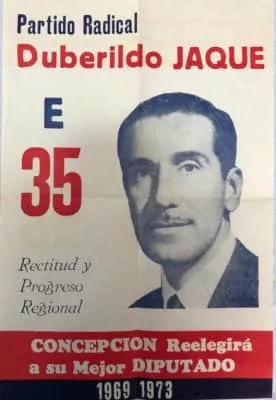 Partido Radical
Duberildo JAQUE
E
35
Rectitud y
Progreso
Regional
CONCEPCION Reelegirá
a su Mejor DIPUTADO
1969 1973